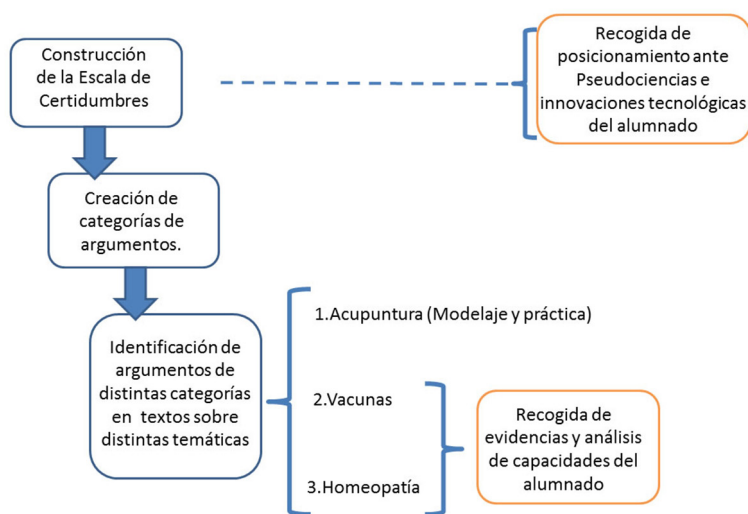 Construcción
de la Escala de
Certidumbres
Recogida de
posicionamiento ante
Pseudociencias e
innovaciones tecnológicas
del alumnado
Creación de
categorías de
argumentos.
Identificación de
argumentos de
distintas categorías
en textos sobre
distintas temáticas
1.Acupuntura (Modelaje y práctica)
2.Vacunas
3.Homeopatía
Recogida de
evidencias y análisis
de capacidades del
alumnado